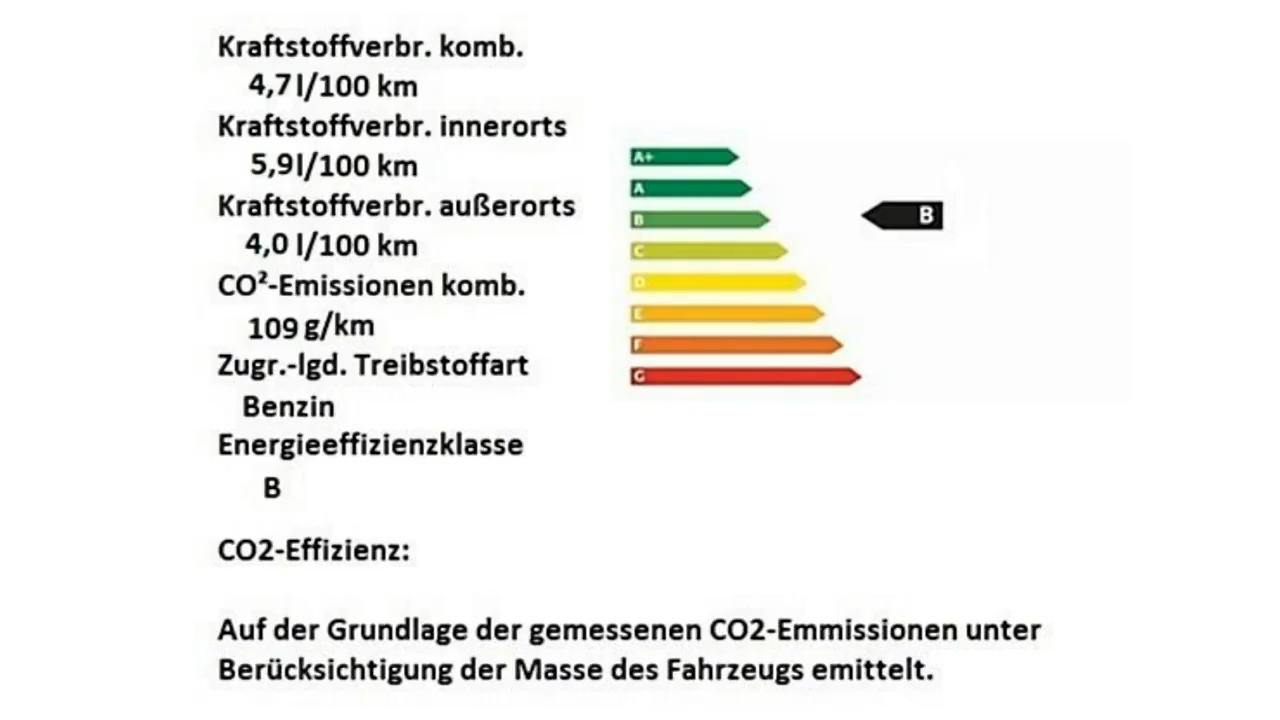 Kraftstoffverbr. komb.
4,7 l/100 km
Kraftstoffverbr. innerorts
5,9 l/100 km
Kraftstoffverbr. außerorts
4,0 l/100 km
CO²-Emissionen komb.
109 g/km
Zugr.-lgd. Treibstoffart
Benzin
Energieeffizienzklasse
B
A+
A
B
B
C
D
E
F
G
CO2-Effizienz:
Auf der Grundlage der gemessenen CO2-Emmissionen unter
Berücksichtigung der Masse des Fahrzeugs emittelt.